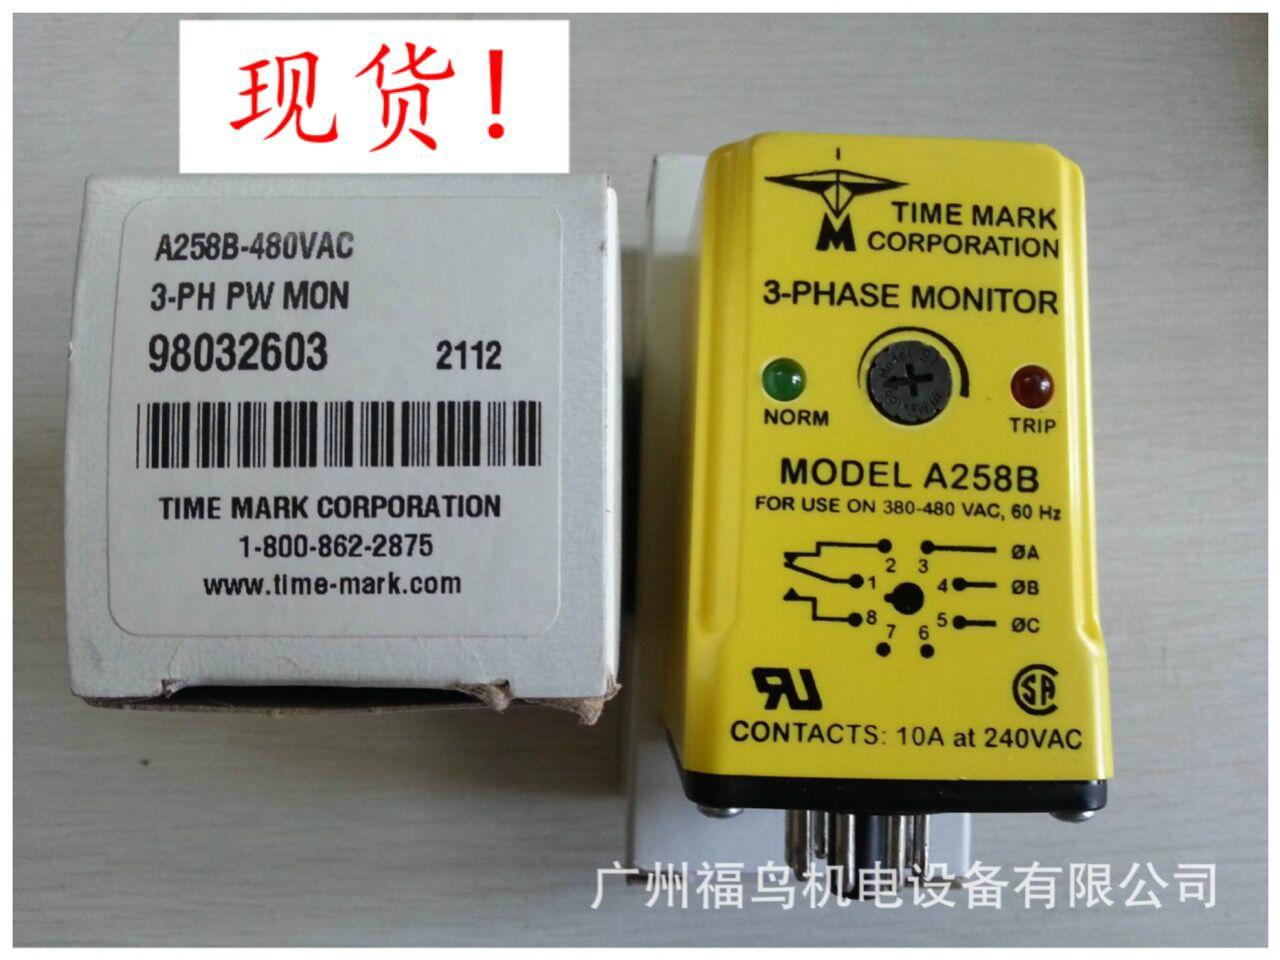 现货！
A258B-480VAC
3-PH PW MON
98032603 2112
TIME MARK CORPORATION
1-800-862-2875
www.time-mark.com
M
TIME MARK
CORPORATION
3-PHASE MONITOR
NORM
TRIP
MODEL A258B
FOR USE ON 380-480 VAC, 60 Hz
2 3 ØA
1 4 ØB
8 5 ØC
7 6
RU
SA
CONTACTS: 10A at 240VAC
广州福鸟机电设备有限公司